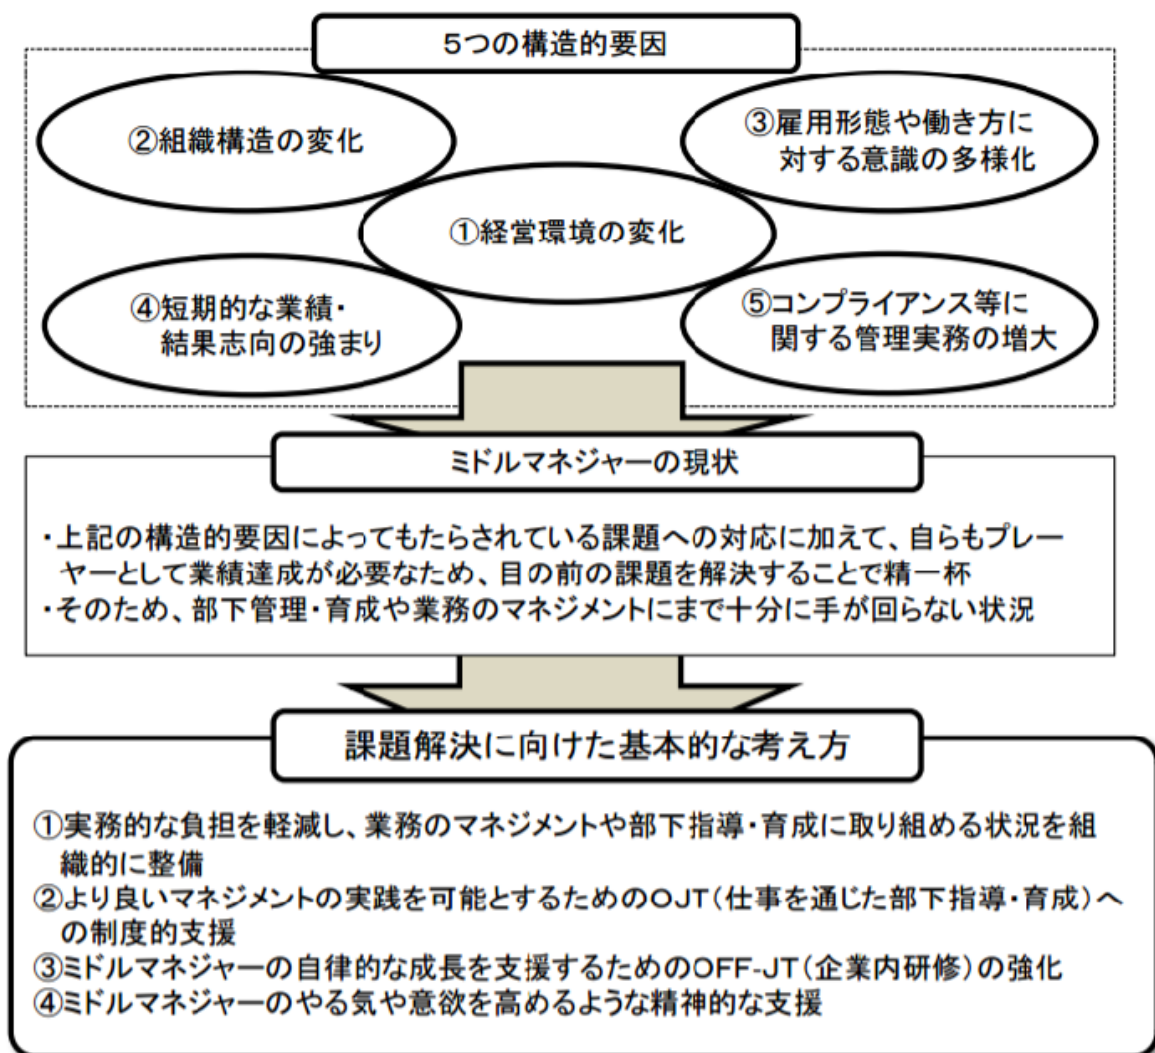 5つの構造的要因
②組織構造の変化
③雇用形態や働き方に
対する意識の多様化
①経営環境の変化
④短期的な業績・
結果志向の強まり
⑤コンプライアンス等に
関する管理実務の増大
ミドルマネジャーの現状
・上記の構造的要因によってもたらされている課題への対応に加えて、自らもプレー
ヤーとして業績達成が必要なため、目の前の課題を解決することで精一杯
・そのため、部下管理・育成や業務のマネジメントにまで十分に手が回らない状況
課題解決に向けた基本的な考え方
①実務的な負担を軽減し、業務のマネジメントや部下指導・育成に取り組める状況を組
織的に整備
②より良いマネジメントの実践を可能とするためのOJT(仕事を通じた部下指導・育成)へ
の制度的支援
③ミドルマネジャーの自律的な成長を支援するためのOFF-JT(企業内研修)の強化
④ミドルマネジャーのやる気や意欲を高めるような精神的な支援